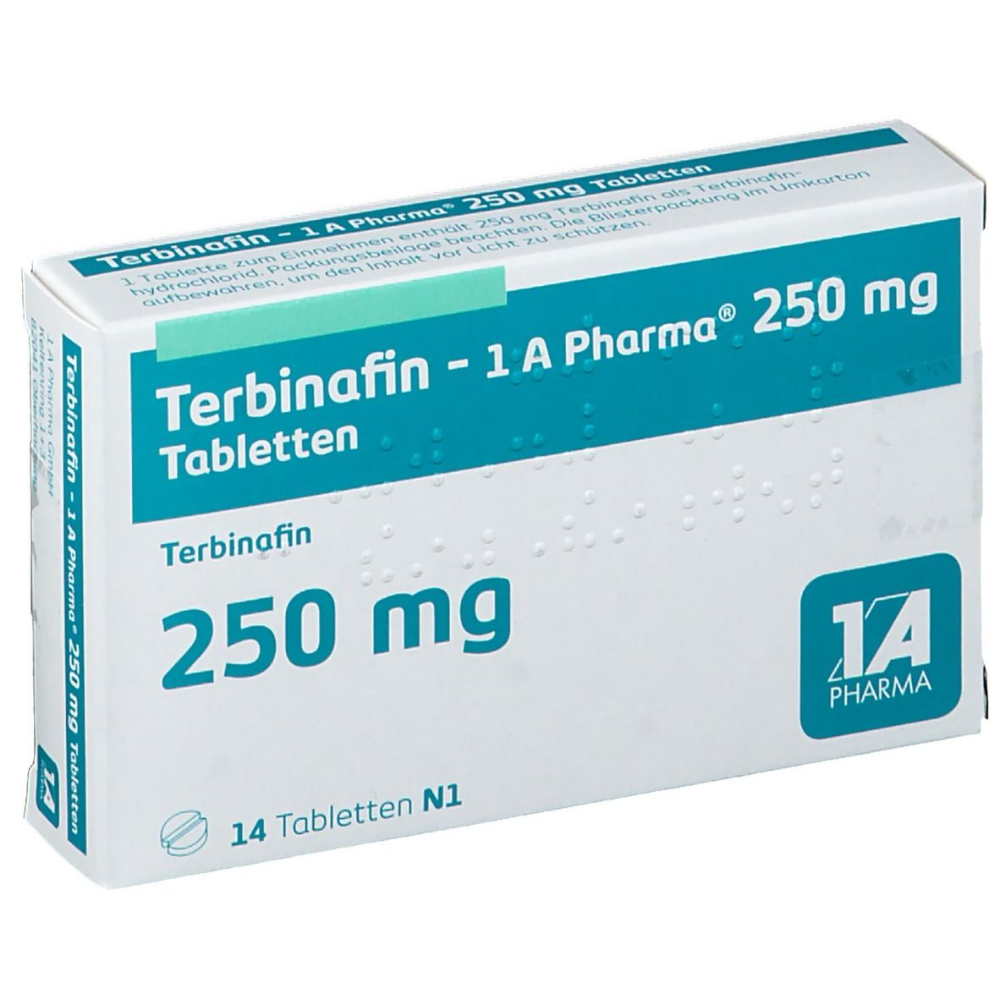 Terbinafin - 1 A Pharma® 250 mg Tabletten
1 Tablette zum Einnehmen enthält 250 mg Terbinafin als Terbinafin-
hydrochlorid. Packungsbeilage beachten. Die Blisterpackung im Umkarton
aufbewahren, um den Inhalt vor Licht zu schützen.
Terbinafin - 1 A Pharma® 250 mg
Tabletten
Terbinafin
250 mg
14 Tabletten N1
1A
PHARMA
1 A Pharma GmbH
Keltenring 1+3
82041 Oberhaching
Terbinafin - 1 A Pharma® 250 mg Tabletten
1A
PHARMA